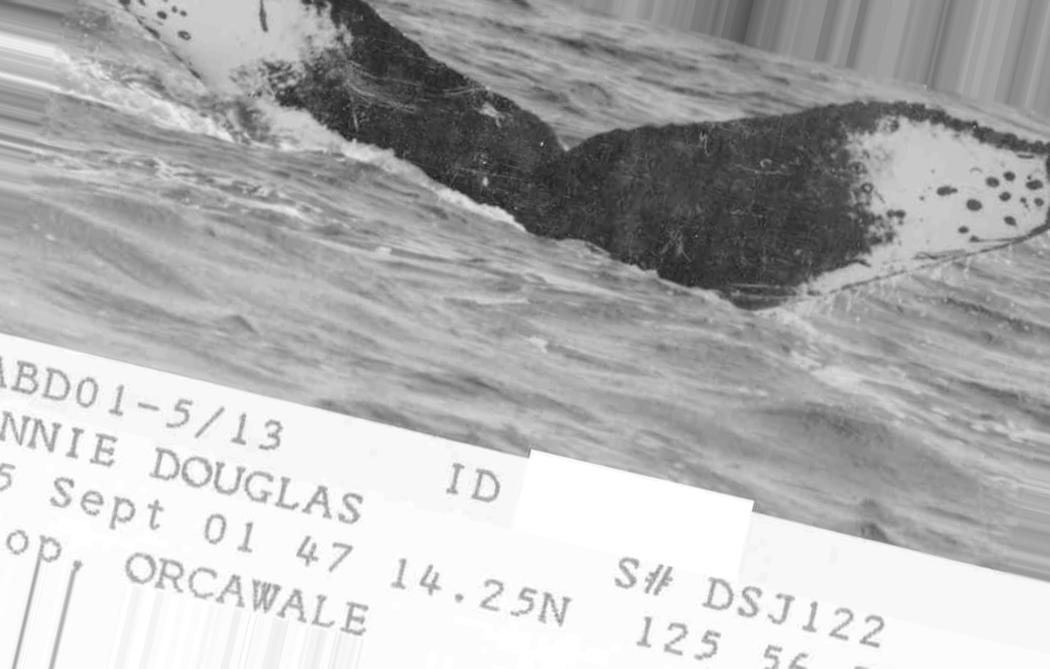 ABD01-5/13
NNIE DOUGLAS ID
5 Sept 01 47 14.25N S# DSJ122
op, ORCAWALE 125 56